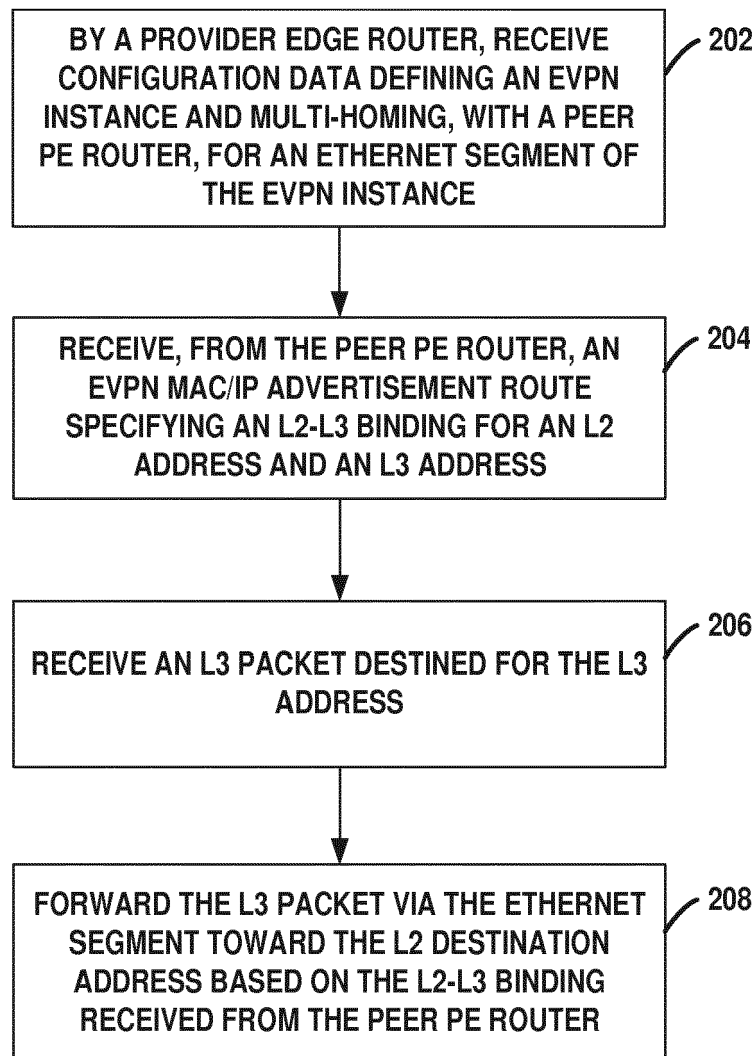 BY A PROVIDER EDGE ROUTER, RECEIVE
CONFIGURATION DATA DEFINING AN EVPN
INSTANCE AND MULTI-HOMING, WITH A PEER
PE ROUTER, FOR AN ETHERNET SEGMENT OF
THE EVPN INSTANCE
202
RECEIVE, FROM THE PEER PE ROUTER, AN
EVPN MAC/IP ADVERTISEMENT ROUTE
SPECIFYING AN L2-L3 BINDING FOR AN L2
ADDRESS AND AN L3 ADDRESS
204
RECEIVE AN L3 PACKET DESTINED FOR THE L3
ADDRESS
206
FORWARD THE L3 PACKET VIA THE ETHERNET
SEGMENT TOWARD THE L2 DESTINATION
ADDRESS BASED ON THE L2-L3 BINDING
RECEIVED FROM THE PEER PE ROUTER
208